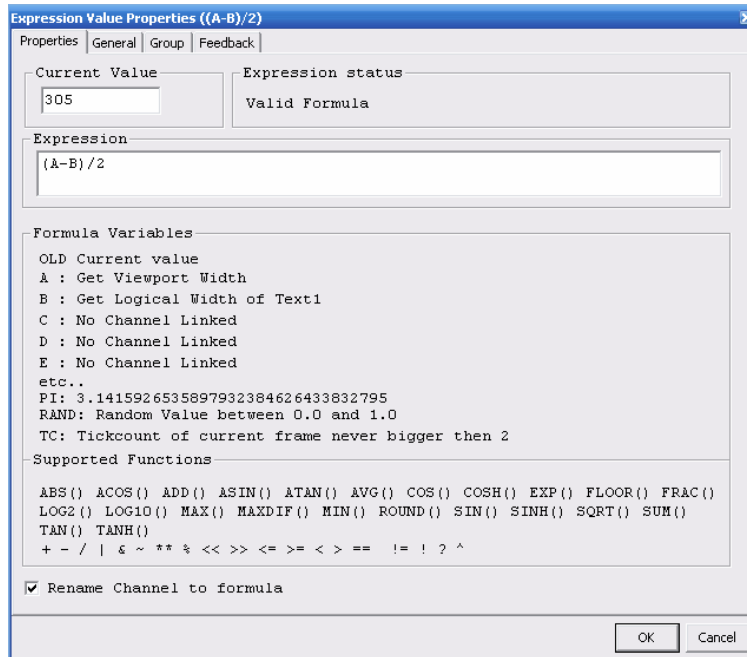 Expression Value Properties ((A-B)/2)
Properties General Group Feedback
Current Value
305
Expression status
Valid Formula
Expression
(A-B)/2
Formula Variables
OLD Current value
A : Get Viewport Width
B : Get Logical Width of Text1
C : No Channel Linked
D : No Channel Linked
E : No Channel Linked
etc..
PI: 3.1415926535897932384626433832795
RAND: Random Value between 0.0 and 1.0
TC: Tickcount of current frame never bigger then 2
Supported Functions
ABS() ACOS() ADD() ASIN() ATAN() AVG() COS() COSH() EXP() FLOOR() FRAC()
LOG2() LOG10() MAX() MAXDIF() MIN() ROUND() SIN() SINH() SQRT() SUM()
TAN() TANH()
+ - / | & ~ ** % << >> <= >= < > == != ! ? ^
Rename Channel to formula
OK Cancel